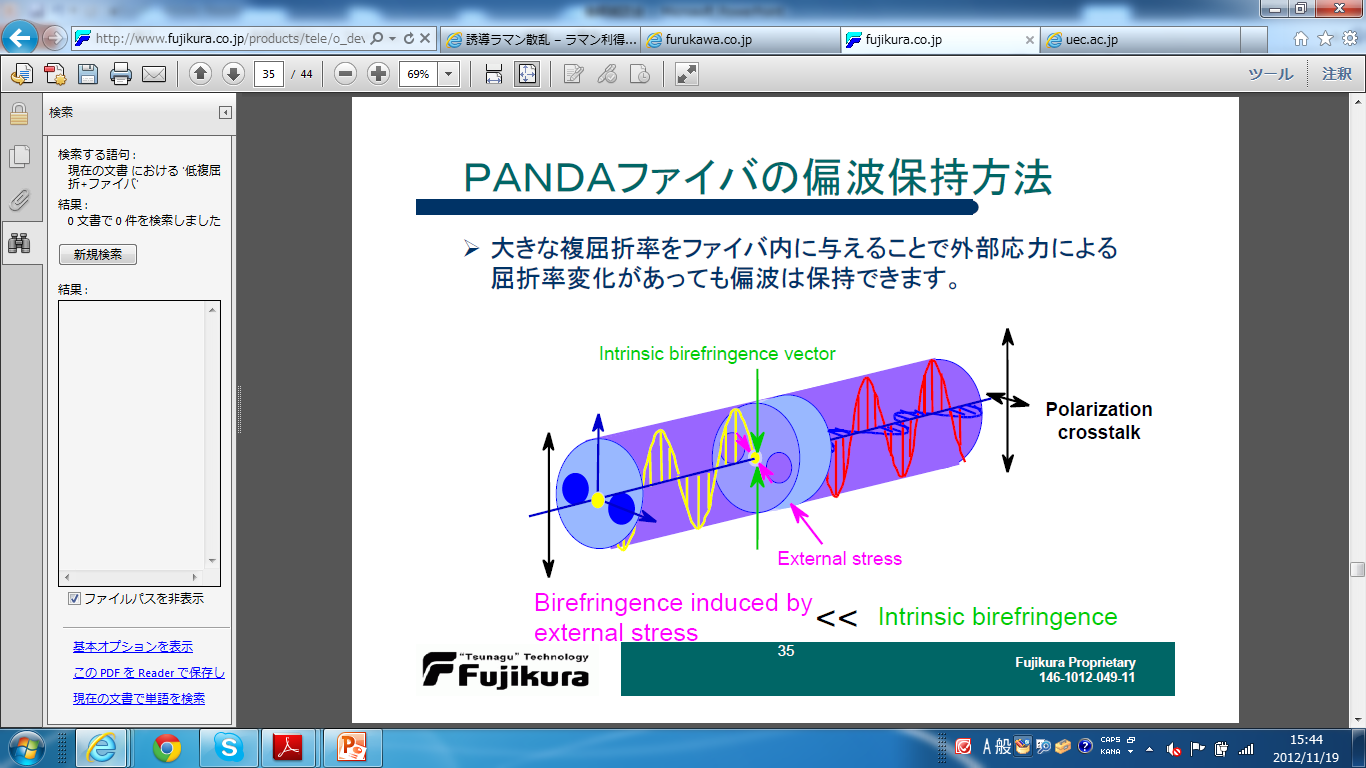 http://www.fujikura.co.jp/products/tele/o_dev
誘導ラマン散乱 – ラマン利得...
furukawa.co.jp
fujikura.co.jp
uec.ac.jp
35 / 44
69%
ツール
注釈
検索
検索する語句 :
現在の文書 における '低複屈
折+ファイバ'
結果 :
0 文書で 0 件を検索しました
新規検索
結果 :
ファイルパスを非表示
基本オプションを表示
この PDF を Reader で保存し
現在の文書で単語を検索
PANDAファイバの偏波保持方法
➢ 大きな複屈折率をファイバ内に与えることで外部応力による
屈折率変化があっても偏波は保持できます。
Intrinsic birefringence vector
Polarization
crosstalk
External stress
Birefringence induced by
external stress
<<
Intrinsic birefringence
"Tsunagu" Technology
Fujikura
35
Fujikura Proprietary
146-1012-049-11
A 般
CAPS
KANA
15:44
2012/11/19